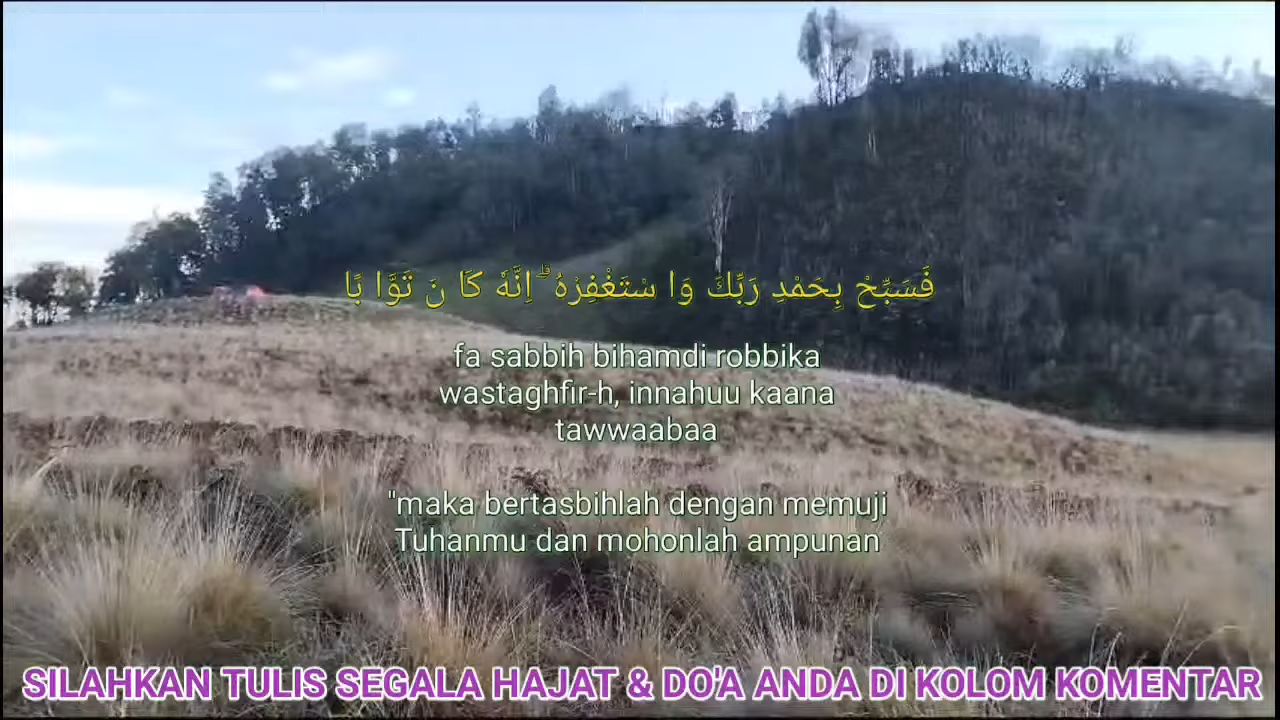 فَسَبِّحْ بِحَمْدِ رَبِّكَ وَا سْتَغْفِرْهُ ۗ اِنَّهٗ كَا نَ تَوَّا بًا
fa sabbih bihamdi robbika
wastaghfir-h, innahuu kaana
tawwaabaa
"maka bertasbihlah dengan memuji
Tuhanmu dan mohonlah ampunan
SILAHKAN TULIS SEGALA HAJAT & DO'A ANDA DI KOLOM KOMENTAR